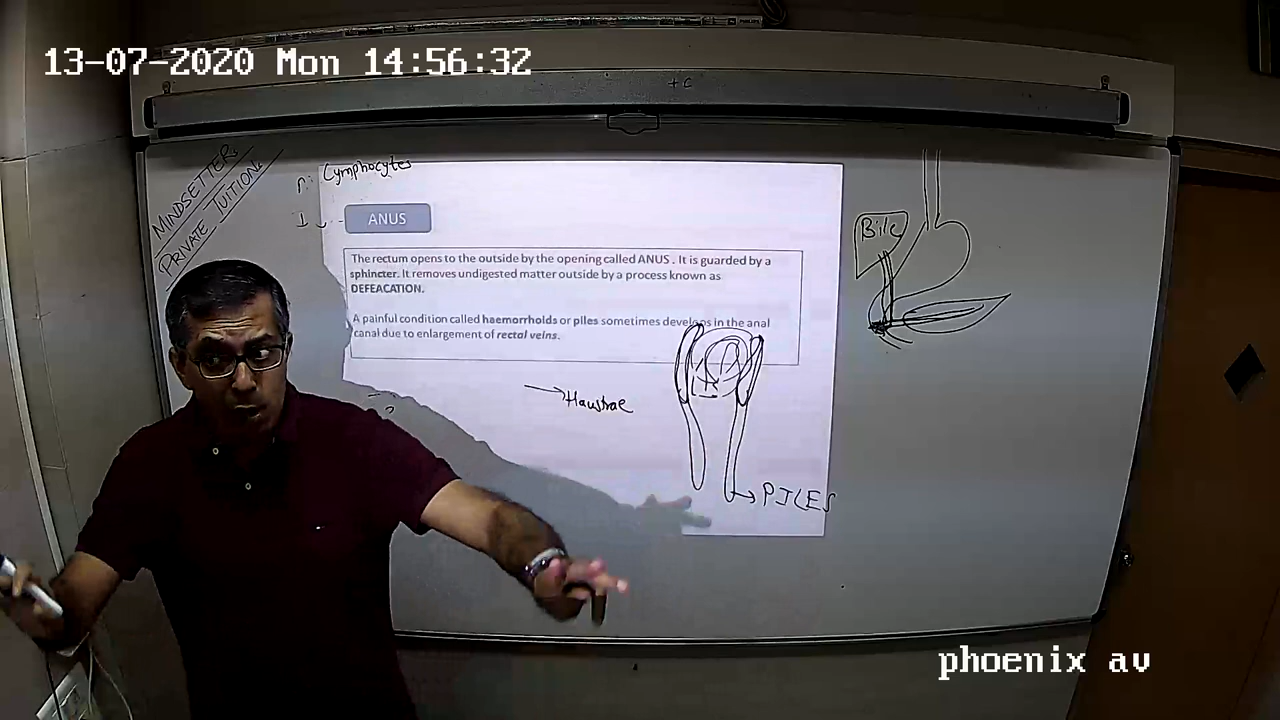 13-07-2020 Mon 14:56:32
+C
MINDSETTERS
PRIVATE TUITIONS
Lymphocytes
ANUS
The rectum opens to the outside by the opening called ANUS . It is guarded by a
sphincter. It removes undigested matter outside by a process known as
DEFEACATION.
A painful condition called haemorrholds or piles sometimes develops in the anal
canal due to enlargement of rectal veins.
Haustrae
PILES
Bile
phoenix av